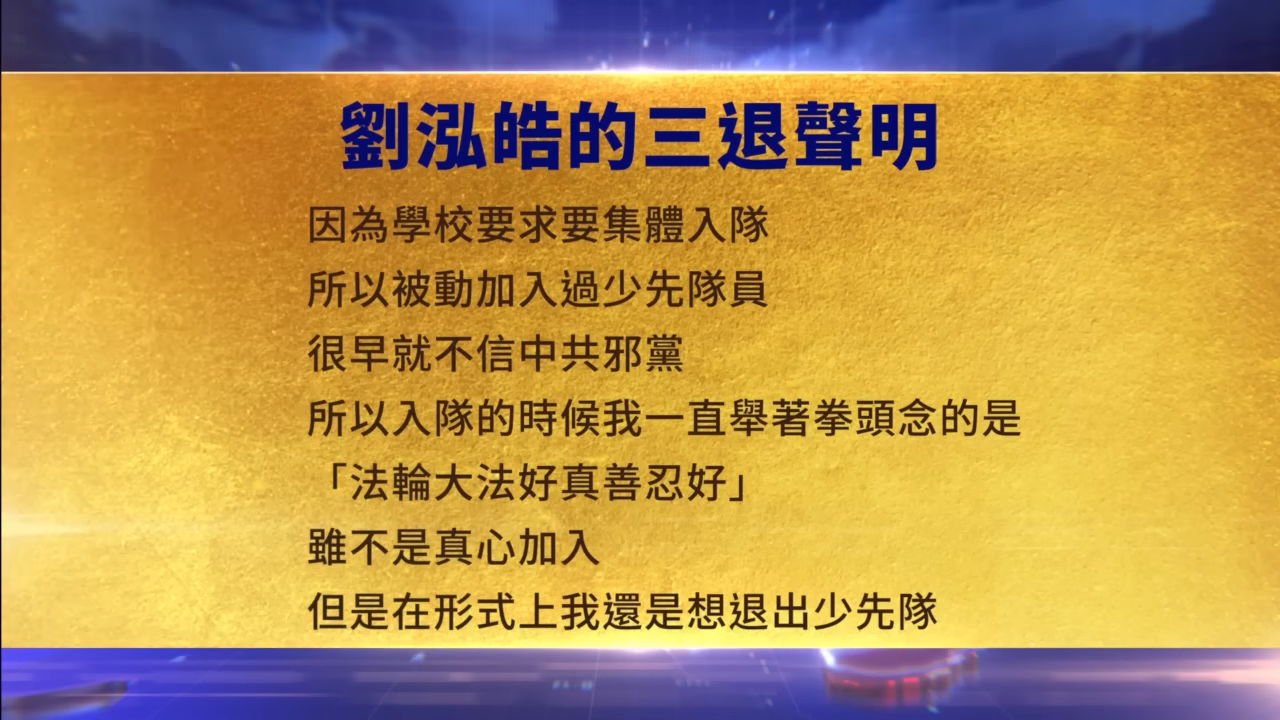 劉泓皓的三退聲明
因為學校要求要集體入隊
所以被動加入過少先隊員
很早就不信中共邪黨
所以入隊的時候我一直舉著拳頭念的是
「法輪大法好真善忍好」
雖不是真心加入
但是在形式上我還是想退出少先隊